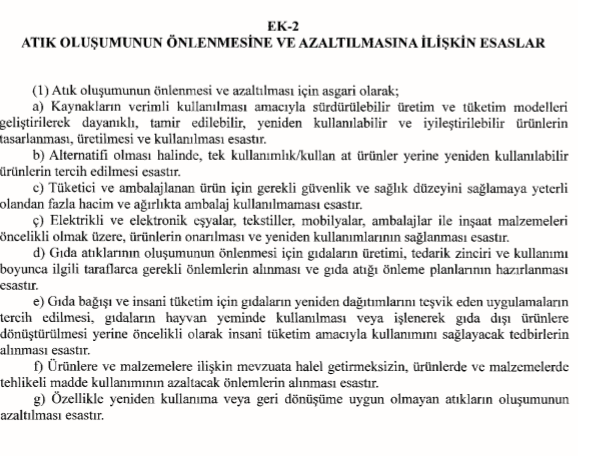 EK-2
ATIK OLUŞUMUNUN ÖNLENMESİNE VE AZALTILMASINA İLİŞKİN ESASLAR
(1) Atık oluşumunun önlenmesi ve azaltılması için asgari olarak;
a) Kaynakların verimli kullanılması amacıyla sürdürülebilir üretim ve tüketim modelleri
geliştirilerek dayanıklı, tamir edilebilir, yeniden kullanılabilir ve iyileştirilebilir ürünlerin
tasarlanması, üretilmesi ve kullanılması esastır.
b) Alternatifi olması halinde, tek kullanımlık/kullan at ürünler yerine yeniden kullanılabilir
ürünlerin tercih edilmesi esastır.
c) Tüketici ve ambalajlanan ürün için gerekli güvenlik ve sağlık düzeyini sağlamaya yeterli
olandan fazla hacim ve ağırlıkta ambalaj kullanılmaması esastır.
ç) Elektrikli ve elektronik eşyalar, tekstiller, mobilyalar, ambalajlar ile inşaat malzemeleri
öncelikli olmak üzere, ürünlerin onarılması ve yeniden kullanımlarının sağlanması esastır.
d) Gıda atıklarının oluşumunun önlenmesi için gıdaların üretimi, tedarik zinciri ve kullanımı
boyunca ilgili taraflarca gerekli önlemlerin alınması ve gıda atığı önleme planlarının hazırlanması
esastır.
e) Gıda bağışı ve insani tüketim için gıdaların yeniden dağıtımlarını teşvik eden uygulamaların
tercih edilmesi, gıdaların hayvan yeminde kullanılması veya işlenerek gıda dışı ürünlere
dönüştürülmesi yerine öncelikli olarak insani tüketim amacıyla kullanımını sağlayacak tedbirlerin
alınması esastır.
f) Ürünlere ve malzemelere ilişkin mevzuata halel getirmeksizin, ürünlerde ve malzemelerde
tehlikeli madde kullanımının azaltacak önlemlerin alınması esastır.
g) Özellikle yeniden kullanıma veya geri dönüşüme uygun olmayan atıkların oluşumunun
azaltılması esastır.